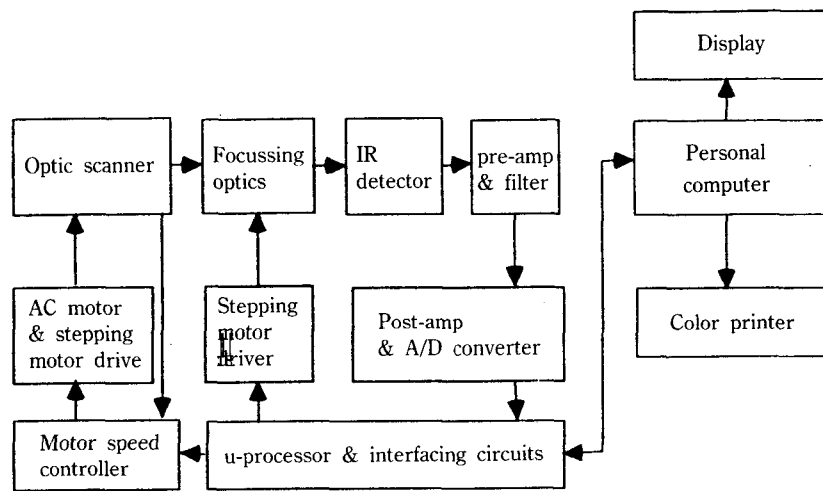 Display
Optic scanner
Focussing
optics
IR
detector
pre-amp
& filter
Personal
computer
AC motor
& stepping
motor drive
Stepping
motor
driver
Post-amp
& A/D converter
Color printer
Motor speed
controller
u-processor & interfacing circuits